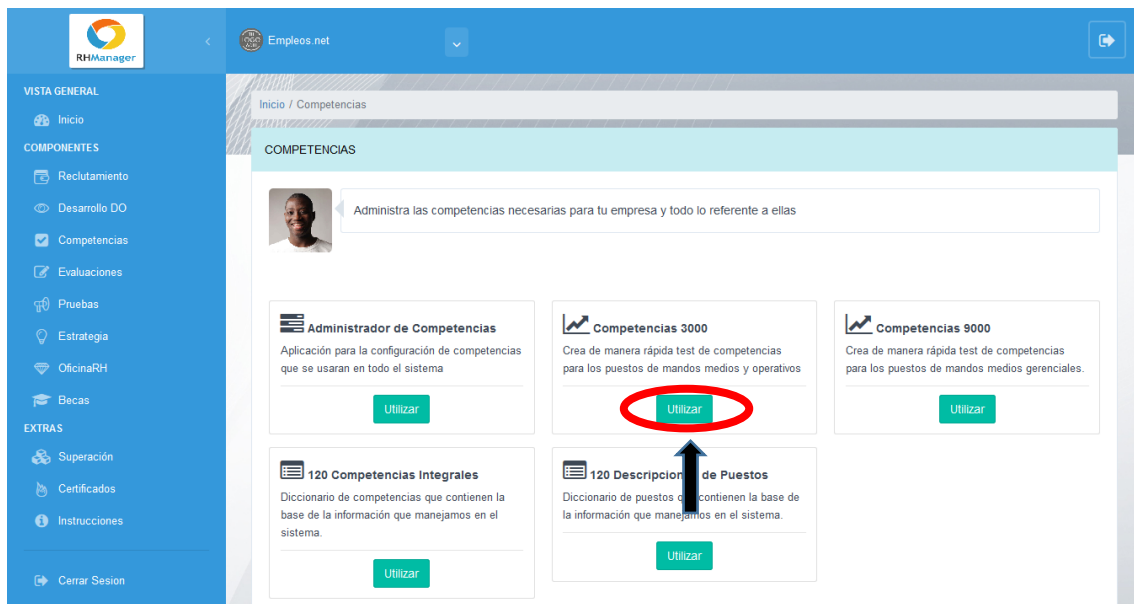 RHManager
Empleos.net
VISTA GENERAL
Inicio
COMPONENTES
Reclutamiento
Desarrollo DO
Competencias
Evaluaciones
Pruebas
Estrategia
OficinaRH
Becas
EXTRAS
Superación
Certificados
Instrucciones
Cerrar Sesion
Inicio / Competencias
COMPETENCIAS
Administra las competencias necesarias para tu empresa y todo lo referente a ellas
Administrador de Competencias
Aplicación para la configuración de competencias
que se usaran en todo el sistema
Utilizar
Competencias 3000
Crea de manera rápida test de competencias
para los puestos de mandos medios y operativos
Utilizar
Competencias 9000
Crea de manera rápida test de competencias
para los puestos de mandos medios gerenciales.
Utilizar
120 Competencias Integrales
Diccionario de competencias que contienen la
base de la información que manejamos en el
sistema.
Utilizar
120 Descripcion de Puestos
Diccionario de puestos contienen la base de
la información que manejamos en el sistema.
Utilizar